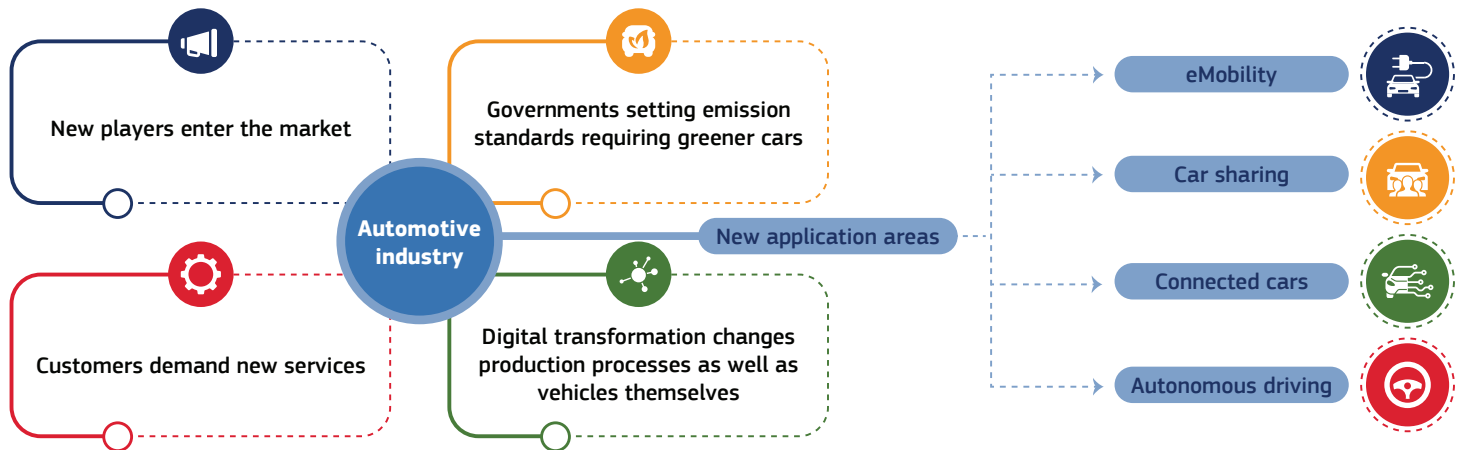 New players enter the market
Governments setting emission
standards requiring greener cars
Automotive
industry
Customers demand new services
Digital transformation changes
production processes as well as
vehicles themselves
New application areas
eMobility
Car sharing
Connected cars
Autonomous driving